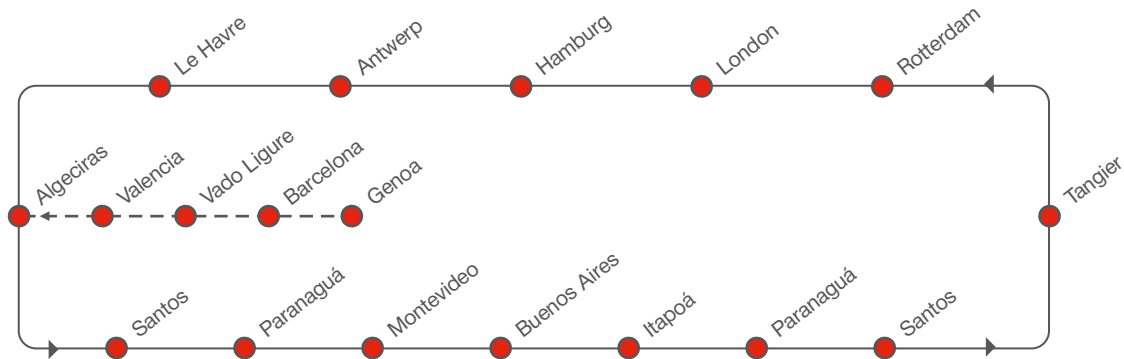 Le Havre
Antwerp
Hamburg
London
Rotterdam
Algeciras
Valencia
Vado Ligure
Barcelona
Genoa
Tangier
Santos
Paranaguá
Montevideo
Buenos Aires
Itapoá
Paranaguá
Santos